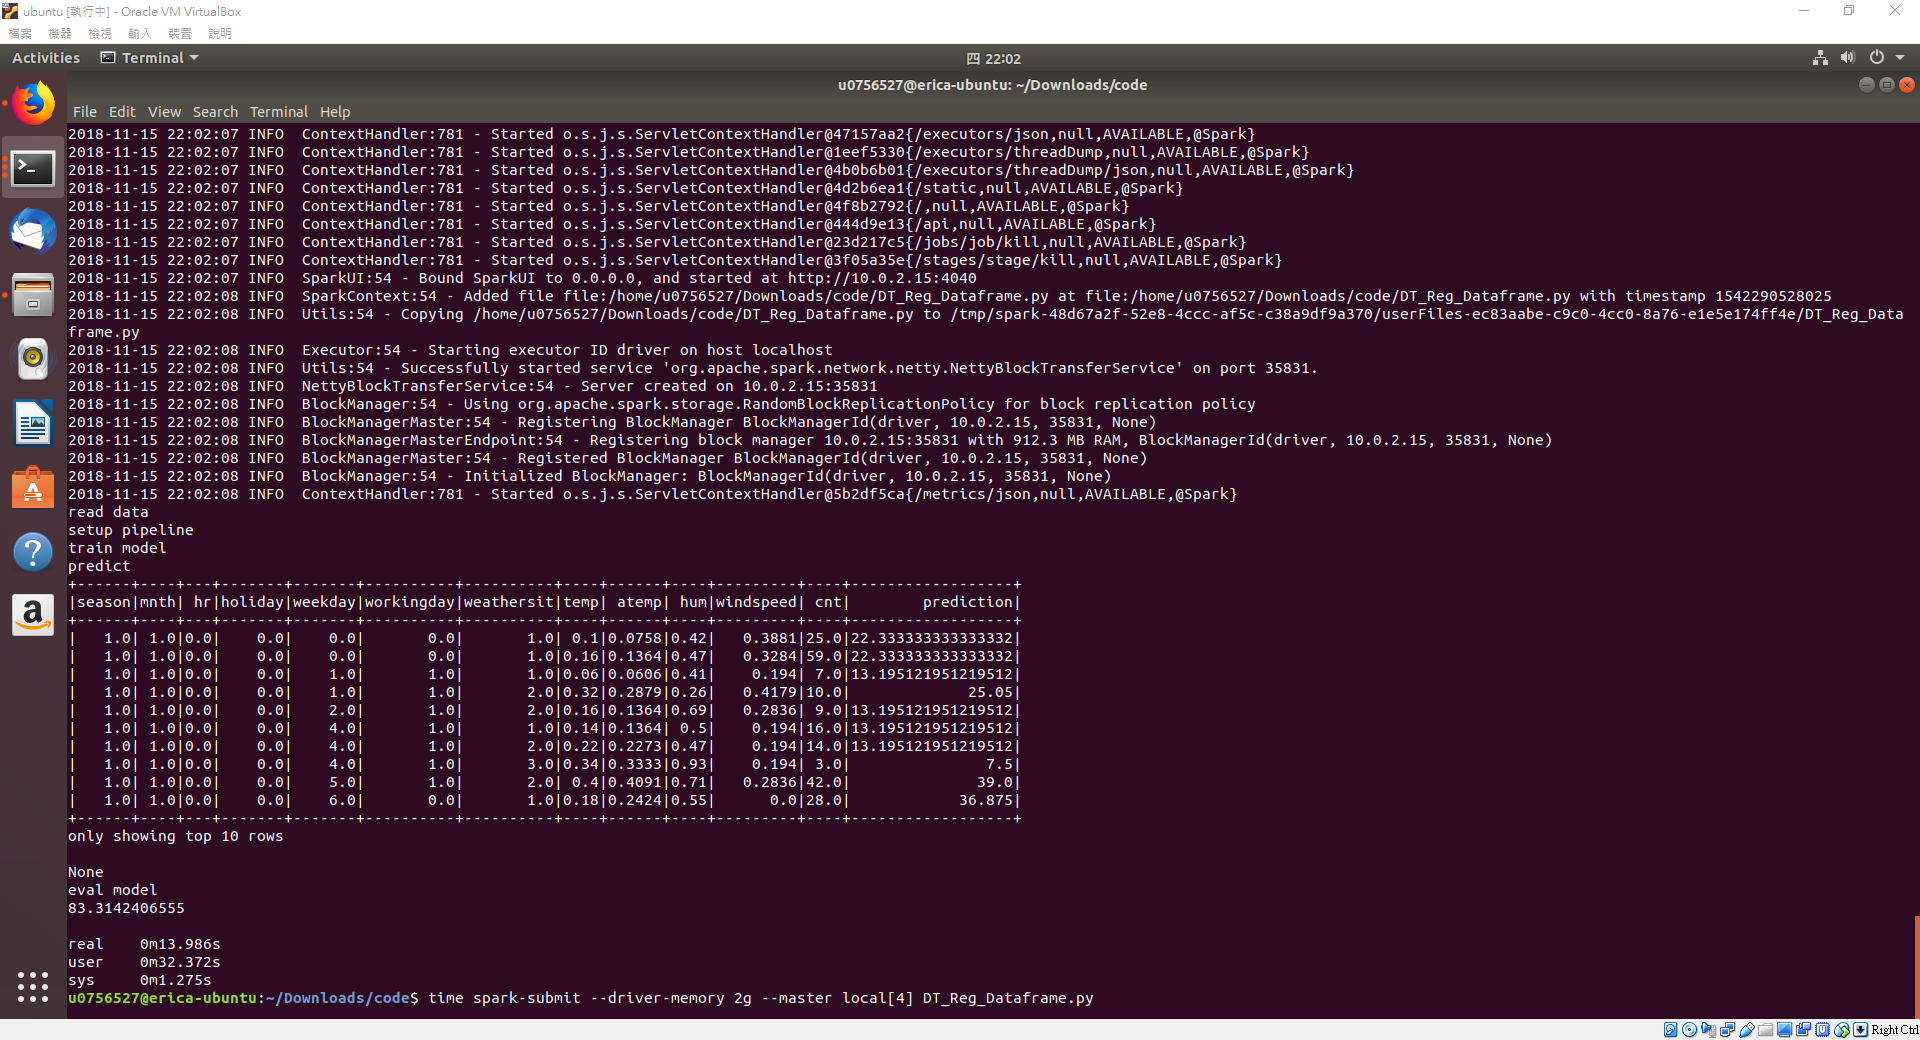 ubuntu [執行中] - Oracle VM VirtualBox
檔案 機器 檢視 輸入 裝置 說明
Activities Terminal 四 22:02
u0756527@erica-ubuntu: ~/Downloads/code
File Edit View Search Terminal Help
2018-11-15 22:02:07 INFO  ContextHandler:781 - Started o.s.j.s.ServletContextHandler@47157aa2{/executors/json,null,AVAILABLE,@Spark}
2018-11-15 22:02:07 INFO  ContextHandler:781 - Started o.s.j.s.ServletContextHandler@1eef5330{/executors/threadDump,null,AVAILABLE,@Spark}
2018-11-15 22:02:07 INFO  ContextHandler:781 - Started o.s.j.s.ServletContextHandler@4b0b6b01{/executors/threadDump/json,null,AVAILABLE,@Spark}
2018-11-15 22:02:07 INFO  ContextHandler:781 - Started o.s.j.s.ServletContextHandler@4d2b6ea1{/static,null,AVAILABLE,@Spark}
2018-11-15 22:02:07 INFO  ContextHandler:781 - Started o.s.j.s.ServletContextHandler@4f8b2792{/,null,AVAILABLE,@Spark}
2018-11-15 22:02:07 INFO  ContextHandler:781 - Started o.s.j.s.ServletContextHandler@444d9e13{/api,null,AVAILABLE,@Spark}
2018-11-15 22:02:07 INFO  ContextHandler:781 - Started o.s.j.s.ServletContextHandler@23d217c5{/jobs/job/kill,null,AVAILABLE,@Spark}
2018-11-15 22:02:07 INFO  ContextHandler:781 - Started o.s.j.s.ServletContextHandler@3f05a35e{/stages/stage/kill,null,AVAILABLE,@Spark}
2018-11-15 22:02:07 INFO  SparkUI:54 - Bound SparkUI to 0.0.0.0, and started at http://10.0.2.15:4040
2018-11-15 22:02:08 INFO  SparkContext:54 - Added file file:/home/u0756527/Downloads/code/DT_Reg_Dataframe.py at file:/home/u0756527/Downloads/code/DT_Reg_Dataframe.py with timestamp 1542290528025
2018-11-15 22:02:08 INFO  Utils:54 - Copying /home/u0756527/Downloads/code/DT_Reg_Dataframe.py to /tmp/spark-48d67a2f-52e8-4ccc-af5c-c38a9df9a370/userFiles-ec83aabe-c9c0-4cc0-8a76-e1e5e174ff4e/DT_Reg_Data
frame.py
2018-11-15 22:02:08 INFO  Executor:54 - Starting executor ID driver on host localhost
2018-11-15 22:02:08 INFO  Utils:54 - Successfully started service 'org.apache.spark.network.netty.NettyBlockTransferService' on port 35831.
2018-11-15 22:02:08 INFO  NettyBlockTransferService:54 - Server created on 10.0.2.15:35831
2018-11-15 22:02:08 INFO  BlockManager:54 - Using org.apache.spark.storage.RandomBlockReplicationPolicy for block replication policy
2018-11-15 22:02:08 INFO  BlockManagerMaster:54 - Registering BlockManager BlockManagerId(driver, 10.0.2.15, 35831, None)
2018-11-15 22:02:08 INFO  BlockManagerMasterEndpoint:54 - Registering block manager 10.0.2.15:35831 with 912.3 MB RAM, BlockManagerId(driver, 10.0.2.15, 35831, None)
2018-11-15 22:02:08 INFO  BlockManagerMaster:54 - Registered BlockManager BlockManagerId(driver, 10.0.2.15, 35831, None)
2018-11-15 22:02:08 INFO  BlockManager:54 - Initialized BlockManager: BlockManagerId(driver, 10.0.2.15, 35831, None)
2018-11-15 22:02:08 INFO  ContextHandler:781 - Started o.s.j.s.ServletContextHandler@5b2df5ca{/metrics/json,null,AVAILABLE,@Spark}
read data
setup pipeline
train model
predict
+------+----+---+-------+-------+----------+----------+----+------+----+---------+----+------------------+
|season|mnth| hr|holiday|weekday|workingday|weathersit|temp| atemp| hum|windspeed| cnt|        prediction|
+------+----+---+-------+-------+----------+----------+----+------+----+---------+----+------------------+
|   1.0| 1.0|0.0|    0.0|    0.0|       0.0|       1.0| 0.1|0.0758|0.42|   0.3881|25.0|22.333333333333332|
|   1.0| 1.0|0.0|    0.0|    0.0|       0.0|       1.0|0.16|0.1364|0.47|   0.3284|59.0|22.333333333333332|
|   1.0| 1.0|0.0|    0.0|    1.0|       1.0|       1.0|0.06|0.0606|0.41|    0.194| 7.0|13.195121951219512|
|   1.0| 1.0|0.0|    0.0|    1.0|       1.0|       2.0|0.32|0.2879|0.26|   0.4179|10.0|             25.05|
|   1.0| 1.0|0.0|    0.0|    2.0|       1.0|       2.0|0.16|0.1364|0.69|   0.2836| 9.0|13.195121951219512|
|   1.0| 1.0|0.0|    0.0|    4.0|       1.0|       1.0|0.14|0.1364| 0.5|    0.194|16.0|13.195121951219512|
|   1.0| 1.0|0.0|    0.0|    4.0|       1.0|       2.0|0.22|0.2273|0.47|    0.194|14.0|13.195121951219512|
|   1.0| 1.0|0.0|    0.0|    4.0|       1.0|       3.0|0.34|0.3333|0.93|    0.194| 3.0|               7.5|
|   1.0| 1.0|0.0|    0.0|    5.0|       1.0|       2.0| 0.4|0.4091|0.71|   0.2836|42.0|              39.0|
|   1.0| 1.0|0.0|    0.0|    6.0|       0.0|       1.0|0.18|0.2424|0.55|      0.0|28.0|            36.875|
+------+----+---+-------+-------+----------+----------+----+------+----+---------+----+------------------+
only showing top 10 rows
None
eval model
83.3142406555
real    0m13.986s
user    0m32.372s
sys     0m1.275s
u0756527@erica-ubuntu:~/Downloads/code$ time spark-submit --driver-memory 2g --master local[4] DT_Reg_Dataframe.py
Right Ctrl